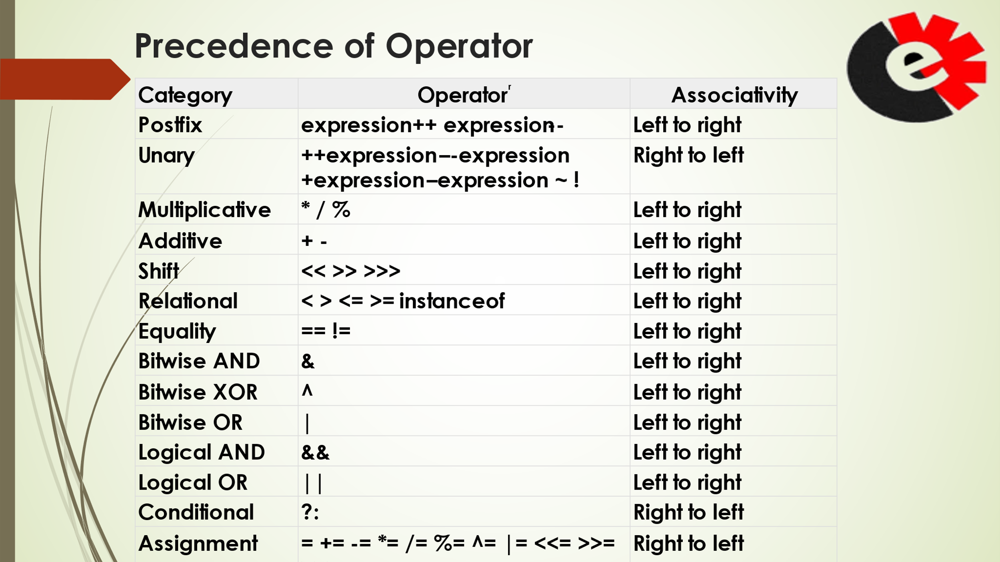 Precedence of Operator
Category Operator r Associativity
Postfix expression++ expression-- Left to right
Unary ++expression–-expression Right to left
+expression–expression ~ !
Multiplicative * / % Left to right
Additive + - Left to right
Shift << >> >>> Left to right
Relational < > <= >= instanceof Left to right
Equality == != Left to right
Bitwise AND & Left to right
Bitwise XOR ^ Left to right
Bitwise OR | Left to right
Logical AND && Left to right
Logical OR || Left to right
Conditional ?: Right to left
Assignment = += -= *= /= %= ^= |= <<= >>= Right to left
e